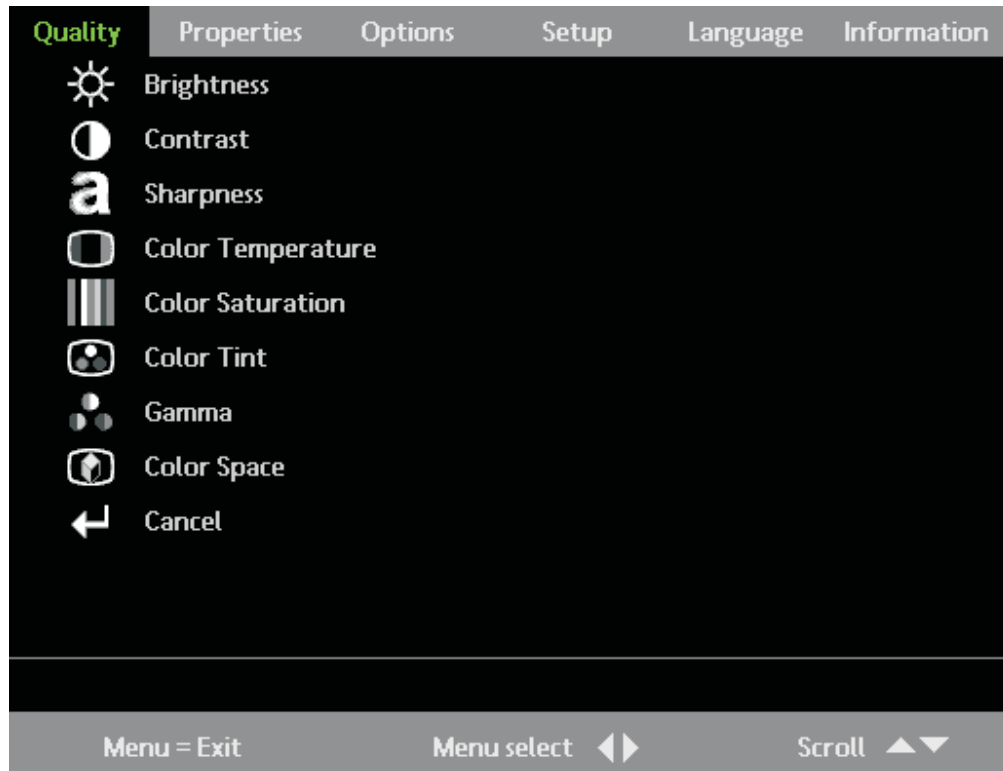 Quality Properties Options Setup Language Information
Brightness
Contrast
Sharpness
Color Temperature
Color Saturation
Color Tint
Gamma
Color Space
Cancel
Menu = Exit Menu select Scroll